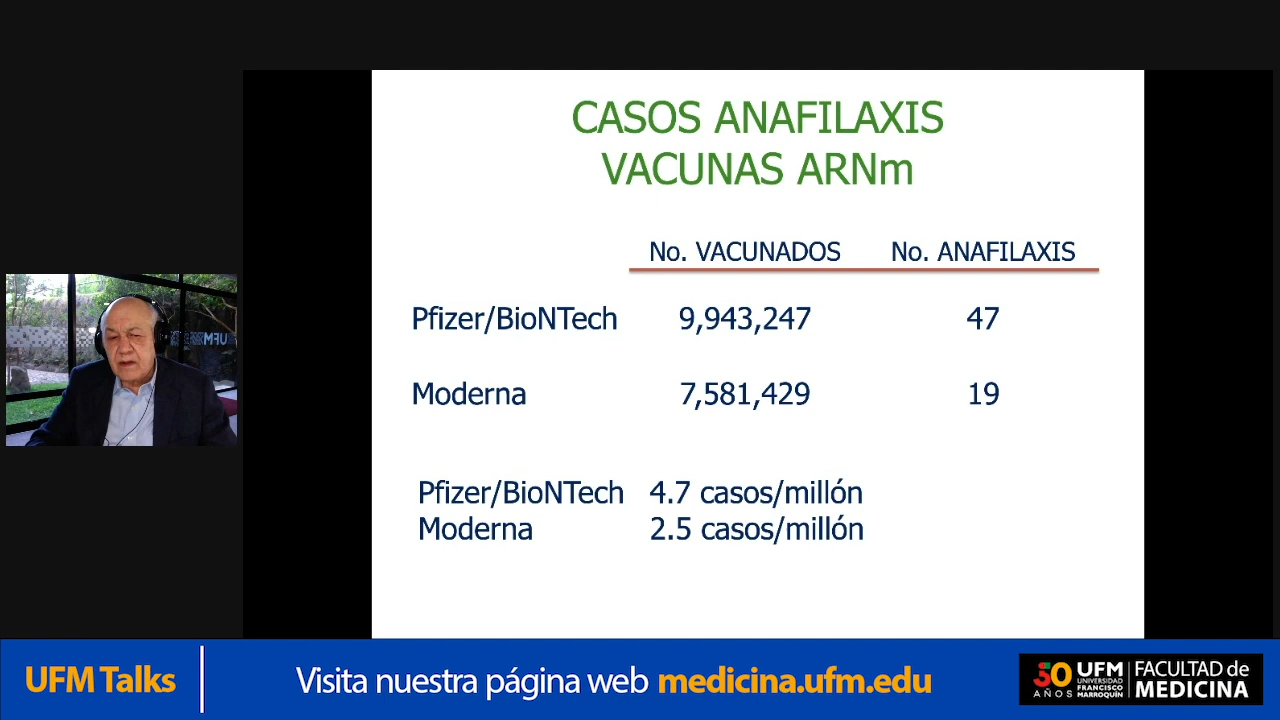 CASOS ANAFILAXIS
VACUNAS ARNm
No. VACUNADOS No. ANAFILAXIS
Pfizer/BioNTech 9,943,247 47
Moderna 7,581,429 19
Pfizer/BioNTech 4.7 casos/millón
Moderna 2.5 casos/millón
UFM
UFM Talks
Visita nuestra página web medicina.ufm.edu
50 AÑOS
UFM
UNIVERSIDAD
FRANCISCO
MARROQUÍN
FACULTAD de
MEDICINA